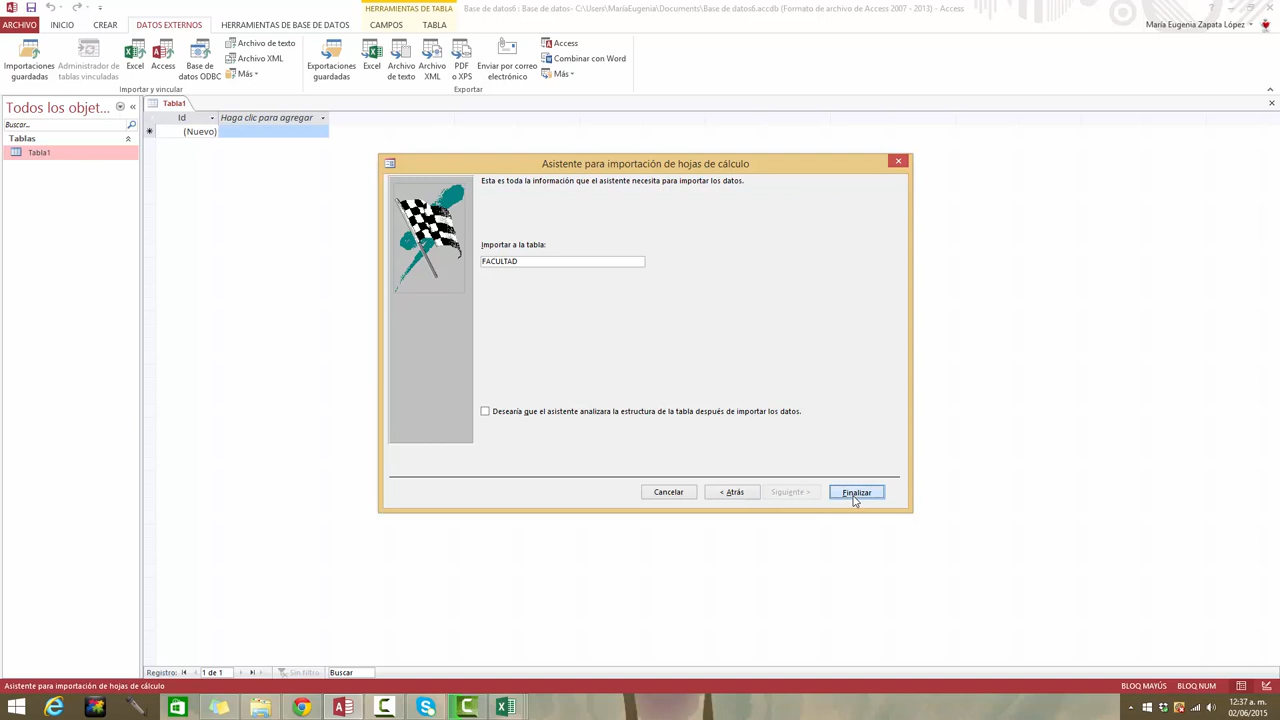 HERRAMIENTAS DE TABLA
Base de datos6 : Base de datos- C:\Users\MaríaEugenia\Documents\Base de datos6.accdb (Formato de archivo de Access 2007 - 2013) - Access
ARCHIVO INICIO CREAR DATOS EXTERNOS HERRAMIENTAS DE BASE DE DATOS CAMPOS TABLA
María Eugenia Zapata López
Importaciones guardadas
Administrador de tablas vinculadas
Excel
Access
Base de datos ODBC
Archivo de texto
Archivo XML
Más
Importar y vincular
Exportaciones guardadas
Excel
Archivo de texto
Archivo XML
PDF o XPS
Enviar por correo electrónico
Access
Combinar con Word
Más
Exportar
Todos los objet... «
Buscar...
Tablas
Tabla1
Tabla1
Id Haga clic para agregar
(Nuevo)
Asistente para importación de hojas de cálculo
Esta es toda la información que el asistente necesita para importar los datos.
Importar a la tabla:
FACULTAD
Desearía que el asistente analizara la estructura de la tabla después de importar los datos.
Cancelar < Atrás Siguiente > Finalizar
Registro: 1 de 1 Sin filtro Buscar
Asistente para importación de hojas de cálculo
BLOQ MAYÚS BLOQ NUM
12:37 a.m.
02/06/2015